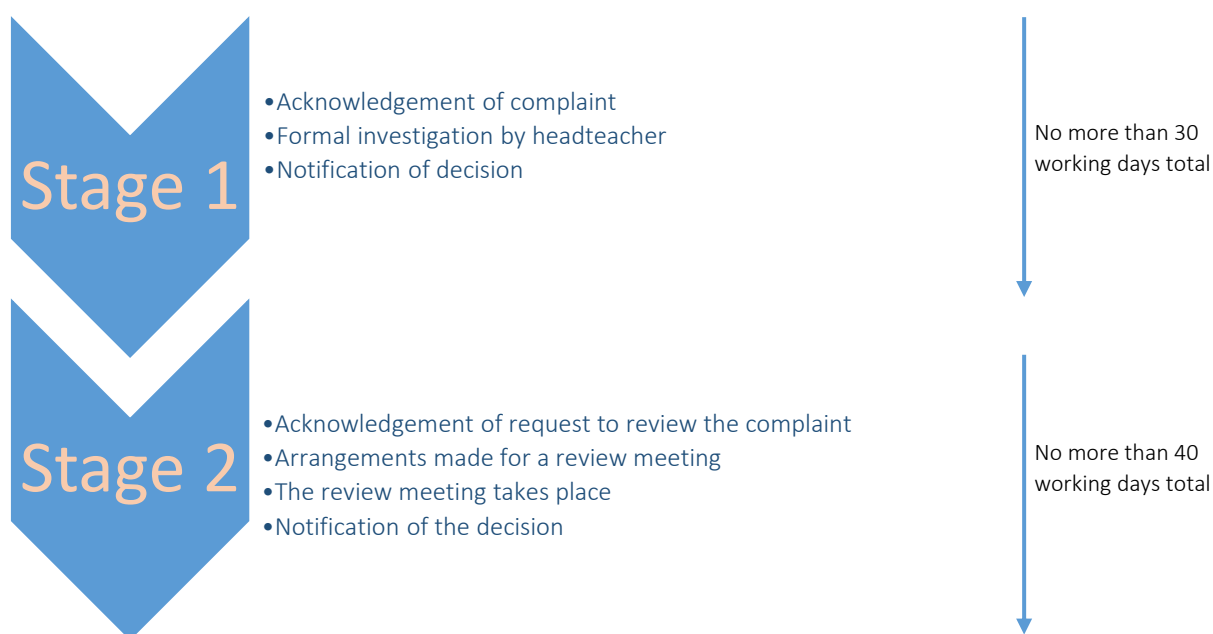 Stage 1
•Acknowledgement of complaint
•Formal investigation by headteacher
•Notification of decision
No more than 30
working days total
Stage 2
•Acknowledgement of request to review the complaint
•Arrangements made for a review meeting
•The review meeting takes place
•Notification of the decision
No more than 40
working days total